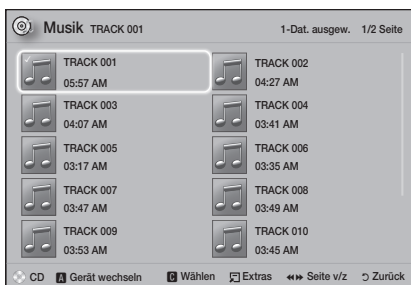 Musik TRACK 001 1-Dat. ausgew. 1/2 Seite
TRACK 001 TRACK 002
05:57 AM 04:27 AM
TRACK 003 TRACK 004
04:07 AM 03:41 AM
TRACK 005 TRACK 006
03:17 AM 03:35 AM
TRACK 007 TRACK 008
03:47 AM 03:49 AM
TRACK 009 TRACK 010
03:53 AM 03:45 AM
CD A Gerät wechseln C Wählen Extras Seite v/z Zurück